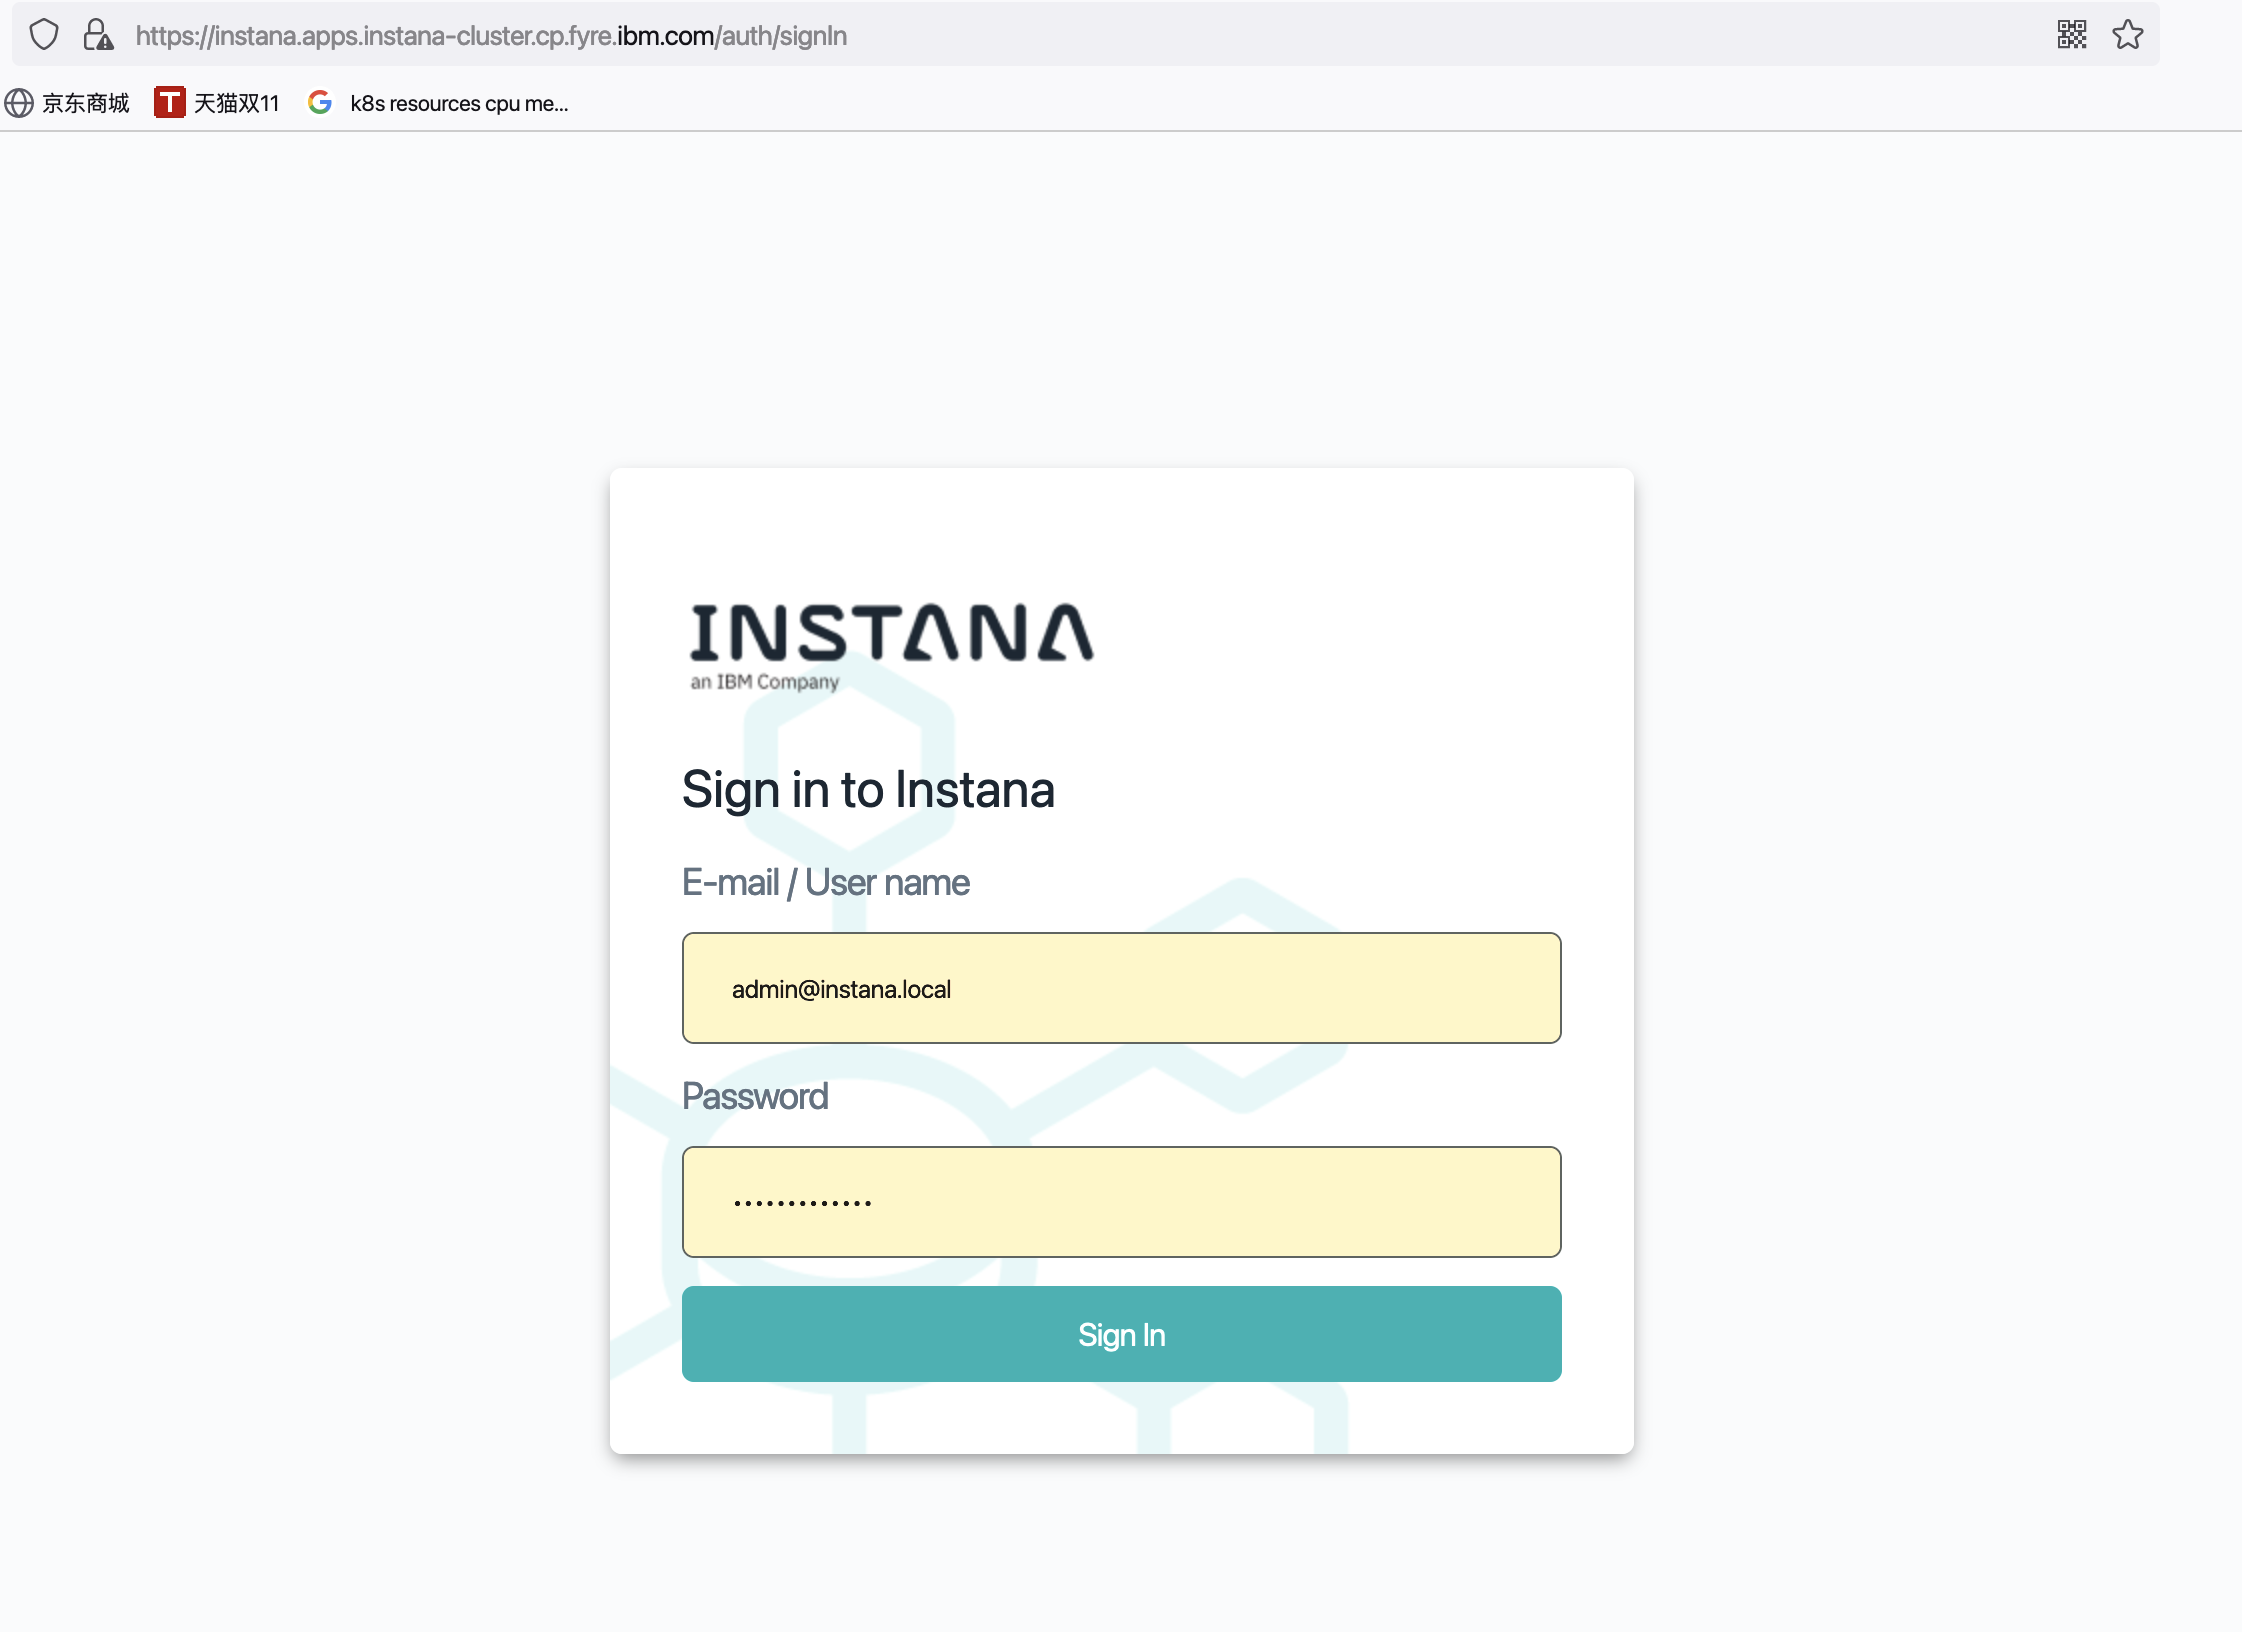 https://instana.apps.instana-cluster.cp.fyre.ibm.com/auth/signIn
京东商城 T 天猫双11 G k8s resources cpu me...
INSTANA
an IBM Company
Sign in to Instana
E-mail / User name
admin@instana.local
Password
•••••••••••••
Sign In